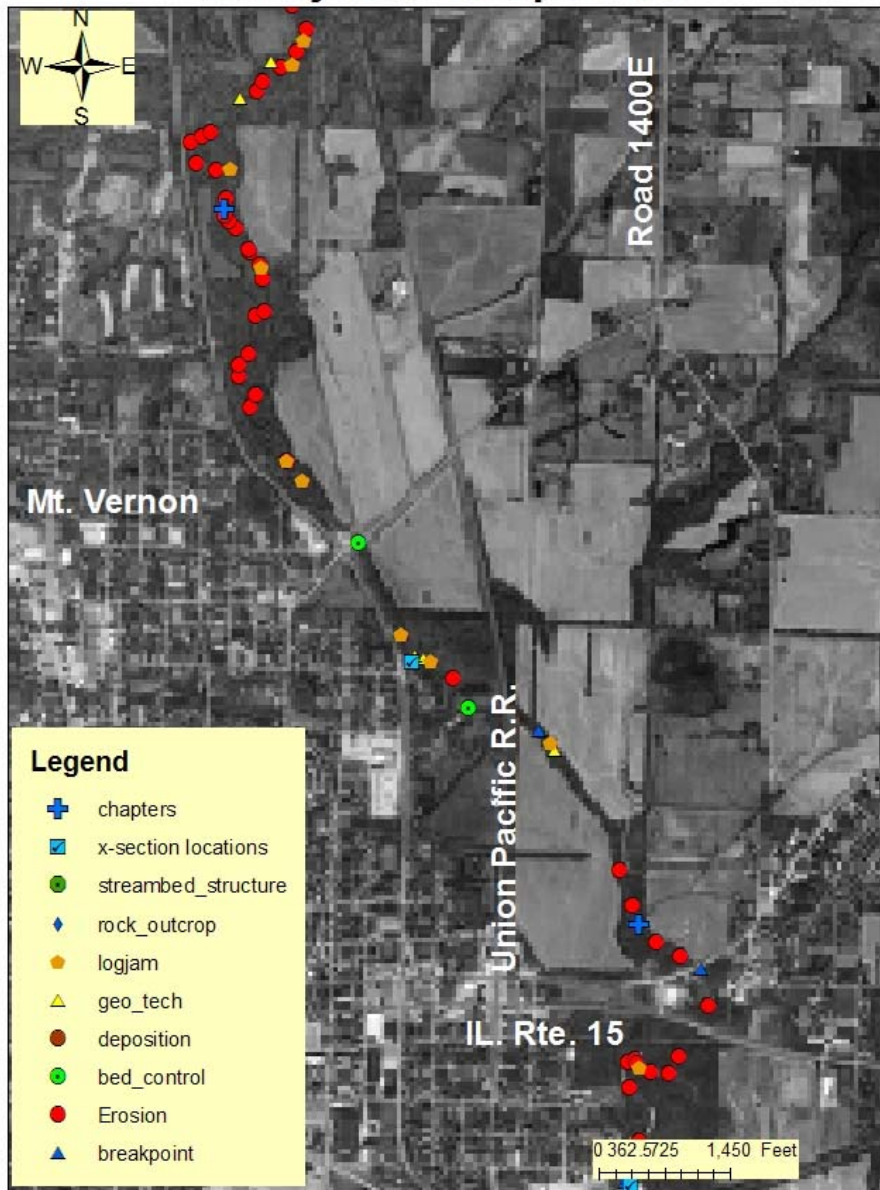 N
W E
S
Road 1400E
Mt. Vernon
Union Pacific R.R.
IL. Rte. 15
Legend
chapters
x-section locations
streambed_structure
rock_outcrop
logjam
geo_tech
deposition
bed_control
Erosion
breakpoint
0 362.5725 1,450 Feet